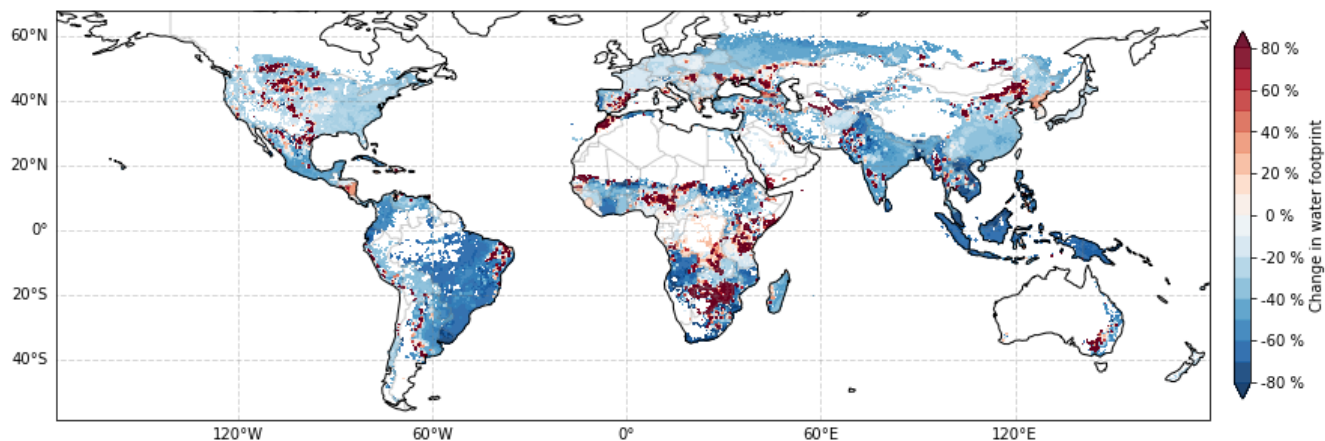 60°N
40°N
20°N
0°
20°S
40°S
120°W
60°W
0°
60°E
120°E
80 %
60 %
40 %
20 %
0 %
-20 %
-40 %
-60 %
-80 %
Change in water footprint